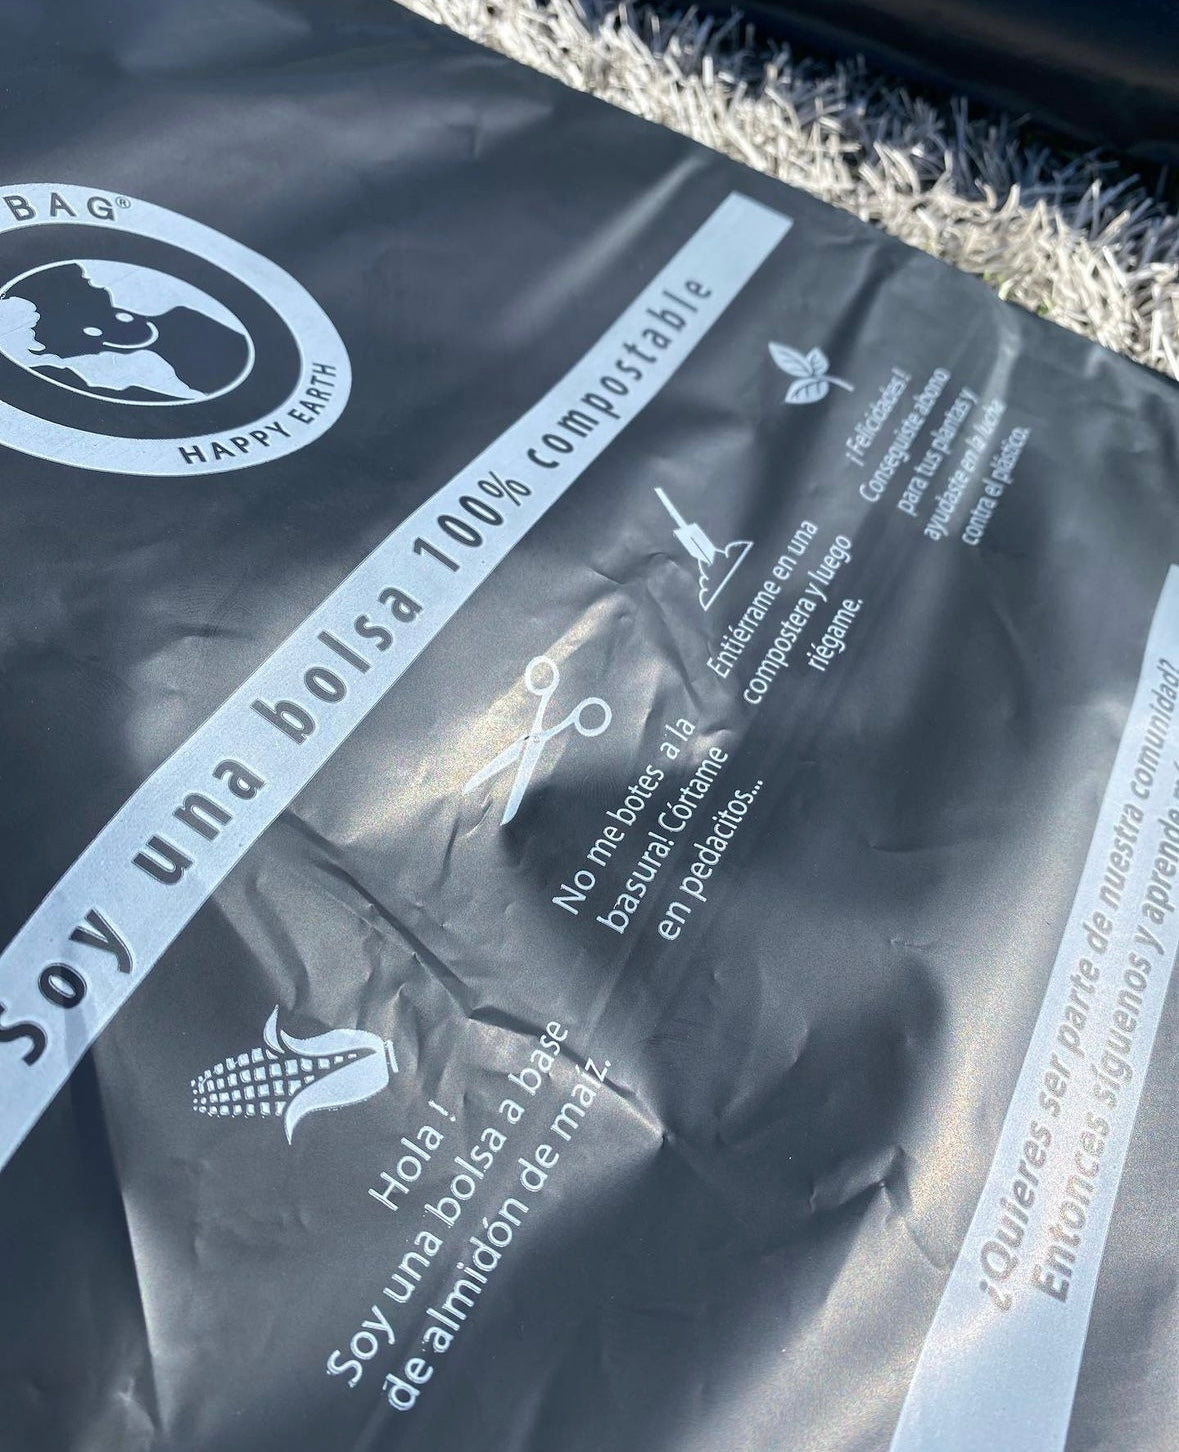 BAG®
HAPPY EARTH
Soy una bolsa 100% compostable
Hola !
Soy una bolsa a base
de almidón de maíz.
No me botes a la
basura! Córtame
en pedacitos...
Entiérrame en una
compostera y luego
riégame.
¡ Felicidades !
Conseguiste abono
para tus plantas y
ayudaste en la lucha
contra el plástico.
¿Quieres ser parte de nuestra comunidad?
Entonces síguenos y aprende